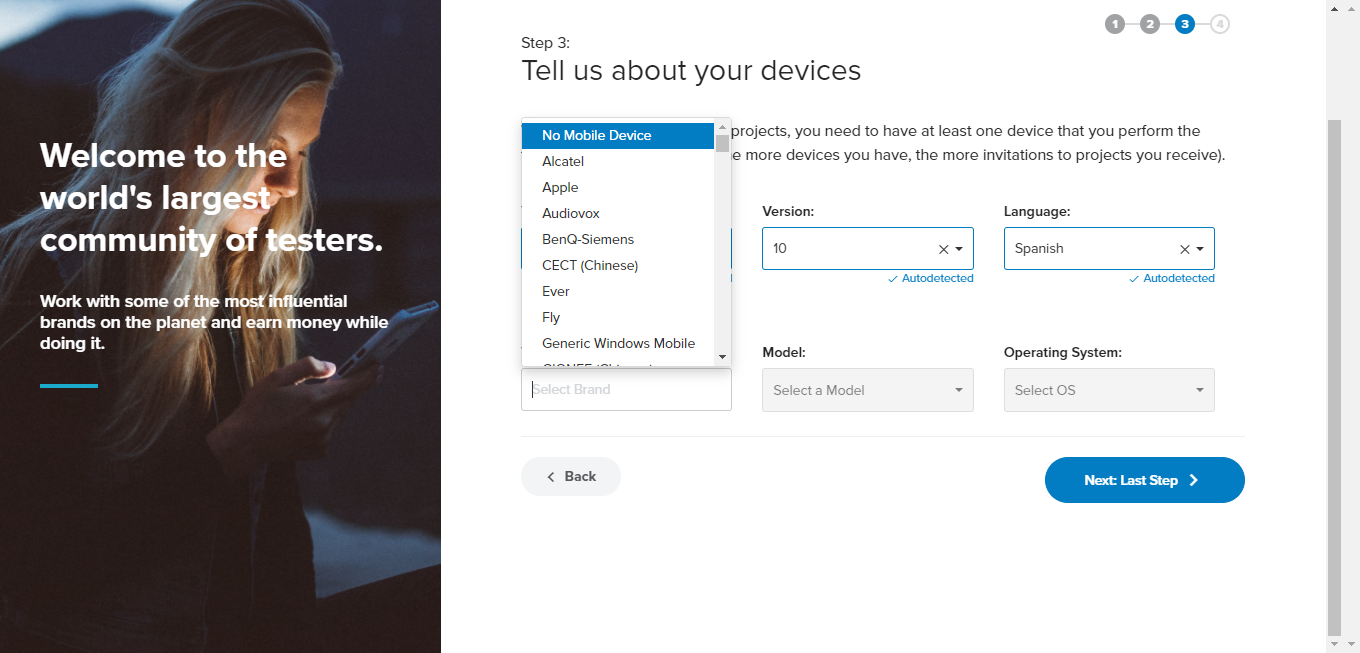 Welcome to the
world's largest
community of testers.
Work with some of the most influential
brands on the planet and earn money while
doing it.
1
2
3
4
Step 3:
Tell us about your devices
projects, you need to have at least one device that you perform the
more devices you have, the more invitations to projects you receive).
No Mobile Device
Alcatel
Apple
Audiovox
BenQ-Siemens
CECT (Chinese)
Ever
Fly
Generic Windows Mobile
Version:
Language:
10
Spanish
Autodetected
Autodetected
Model:
Operating System:
Select Brand
Select a Model
Select OS
Back
Next: Last Step